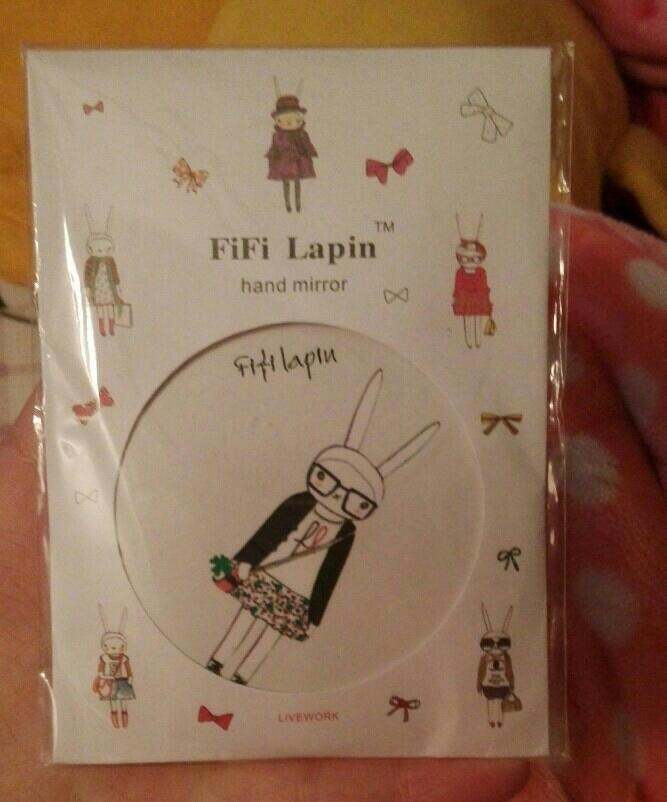 FiFi Lapin™
hand mirror
Fifi lapin
LIVEWORK